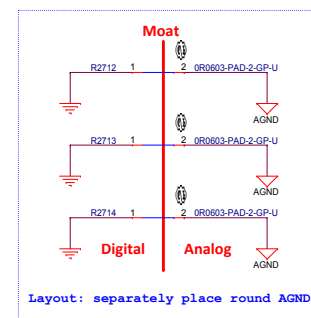 Moat
R2712 1 2 0R0603-PAD-2-GP-U
AGND
R2713 1 2 0R0603-PAD-2-GP-U
AGND
R2714 1 2 0R0603-PAD-2-GP-U
Digital Analog
AGND
Layout: separately place round AGND